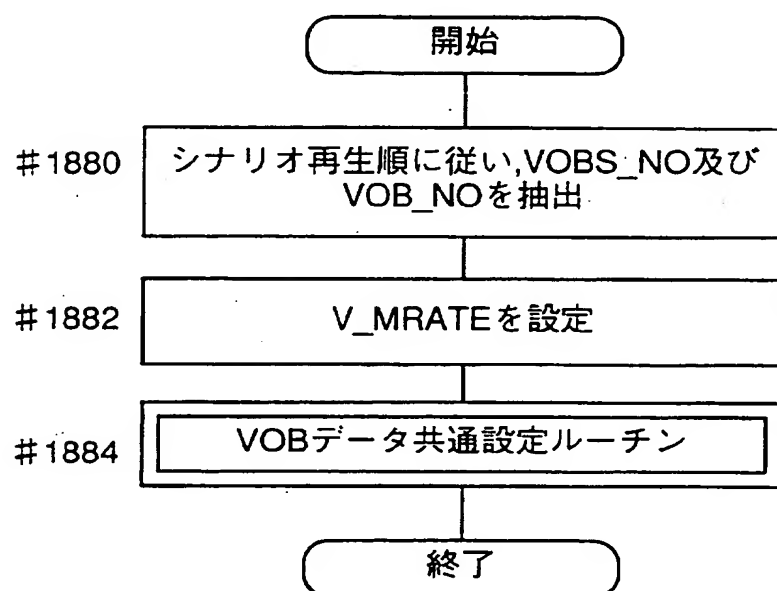 開始
#1880
シナリオ再生順に従い,VOBS_NO及び
VOB_NOを抽出
#1882
V_MRATEを設定
#1884
VOBデータ共通設定ルーチン
終了